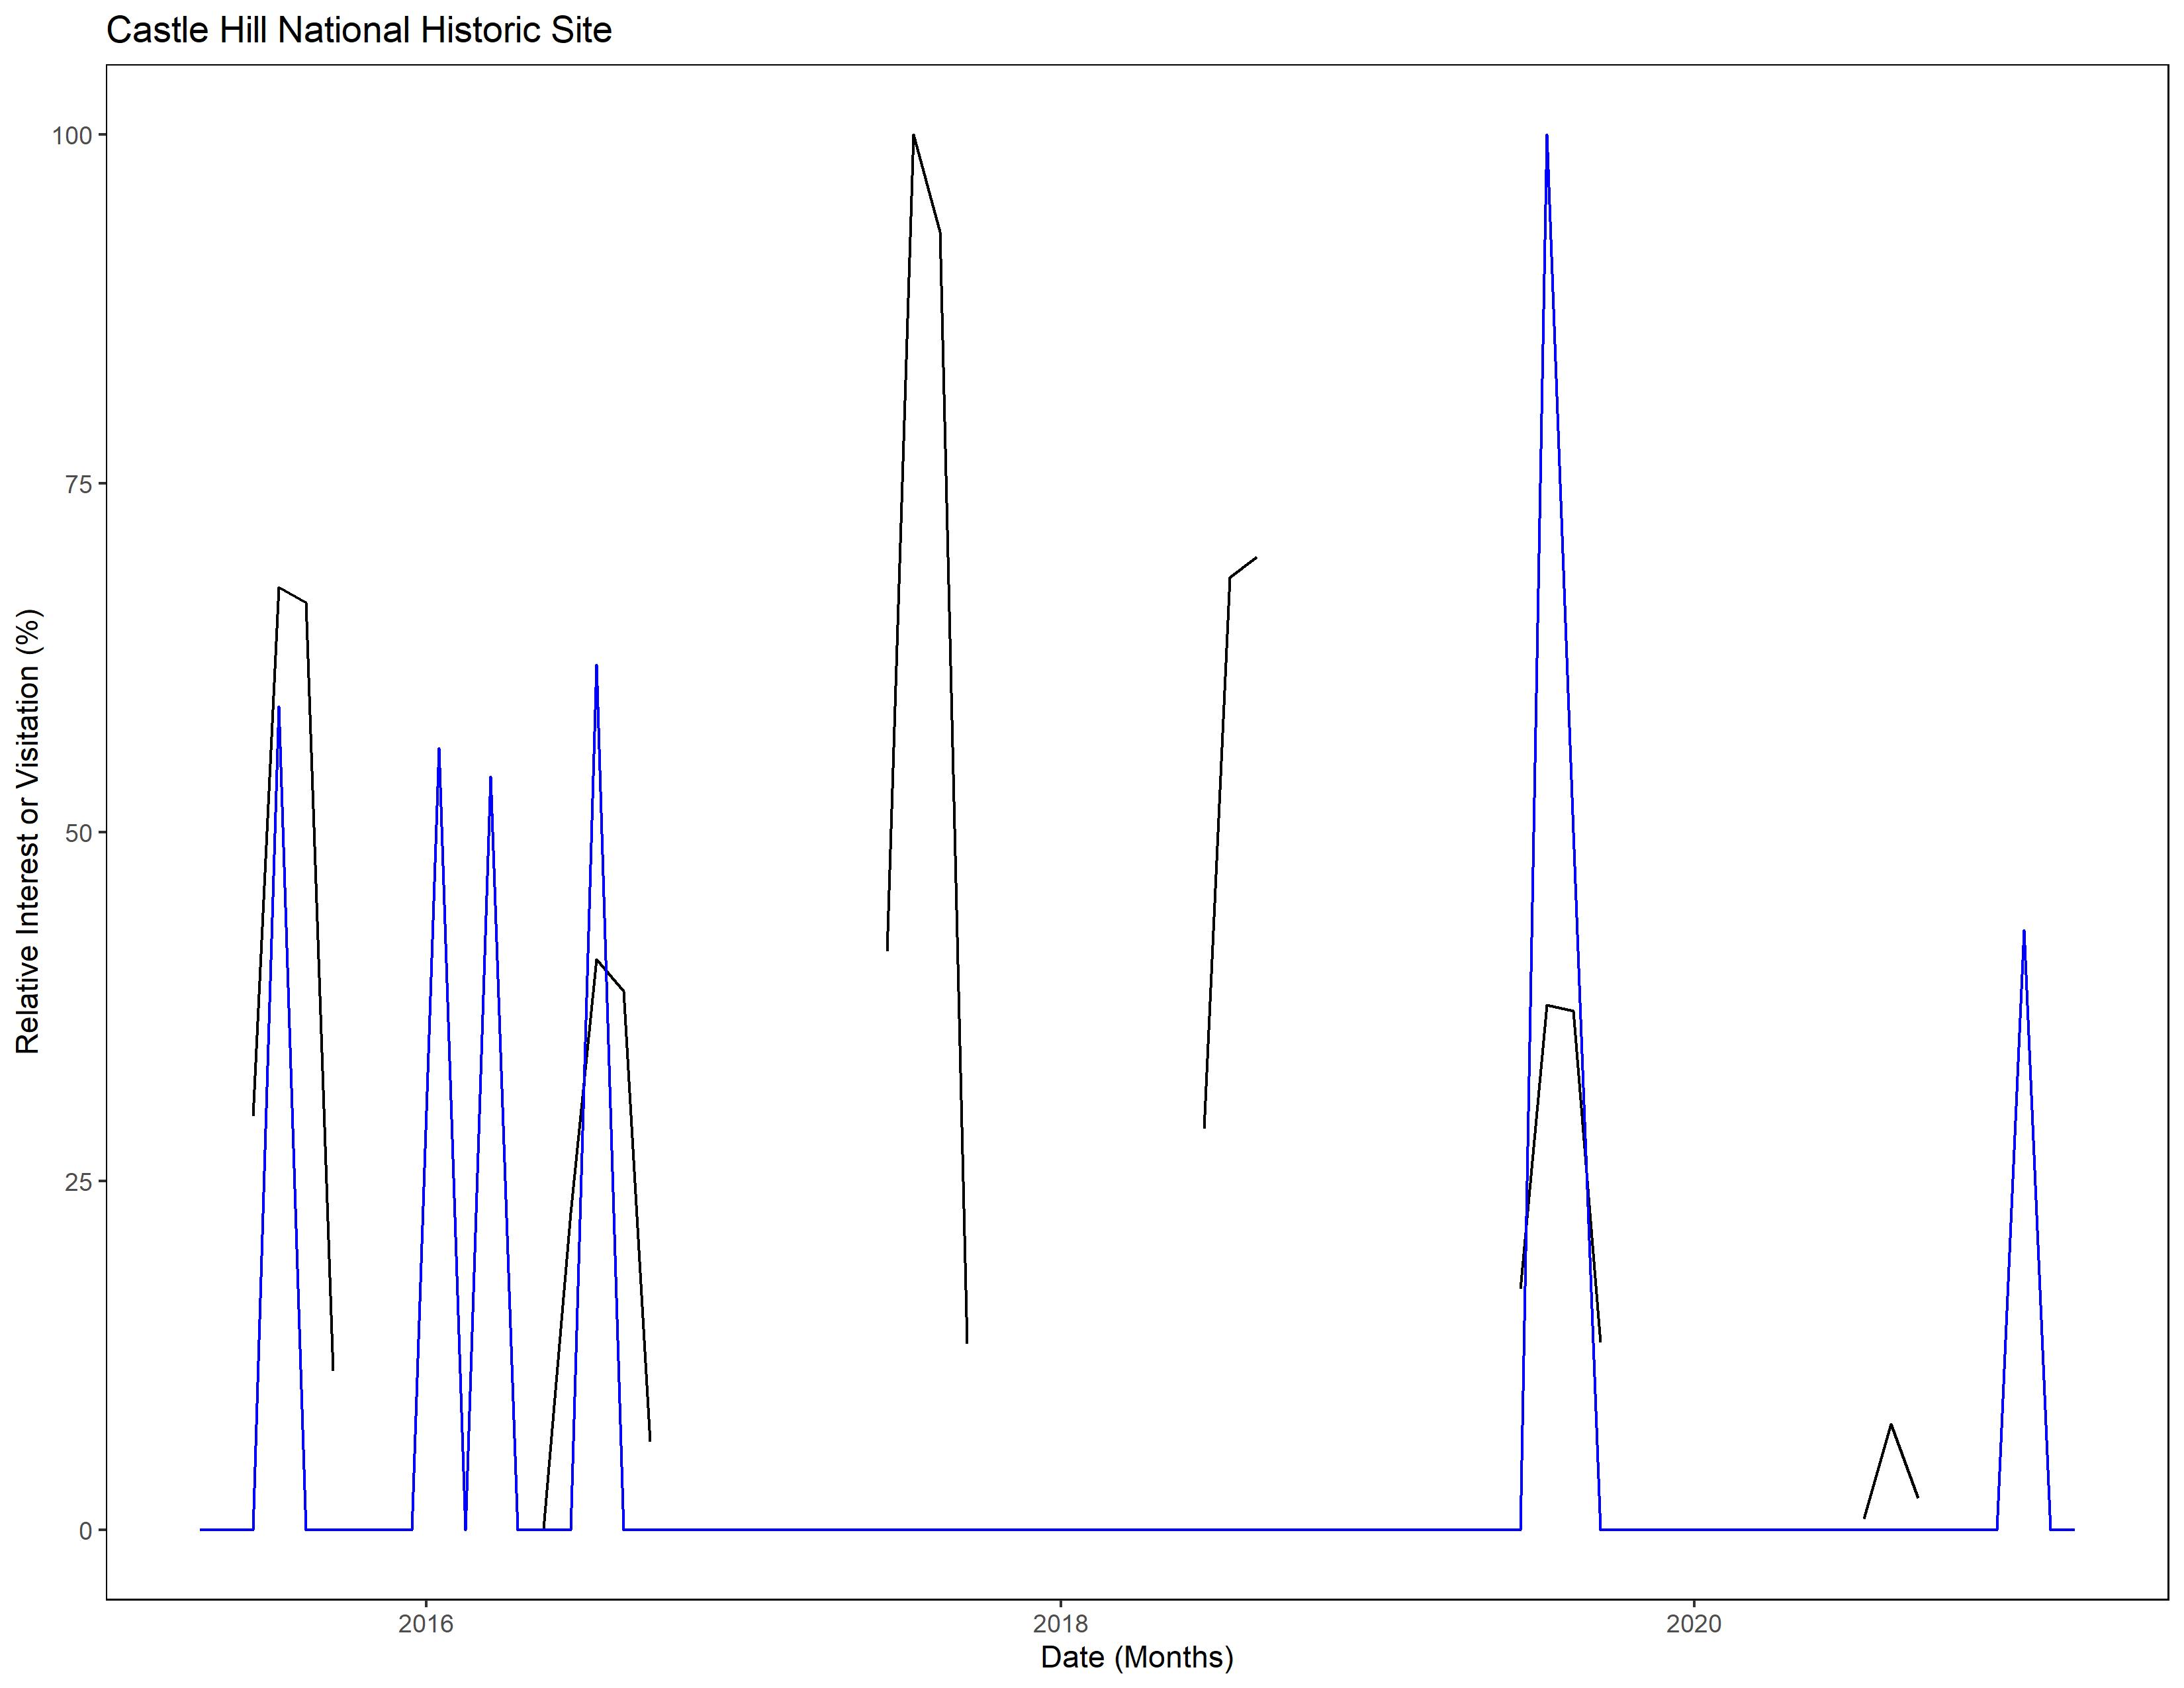 Castle Hill National Historic Site
Relative Interest or Visitation (%)
100
75
50
25
0
2016
2018
2020
Date (Months)